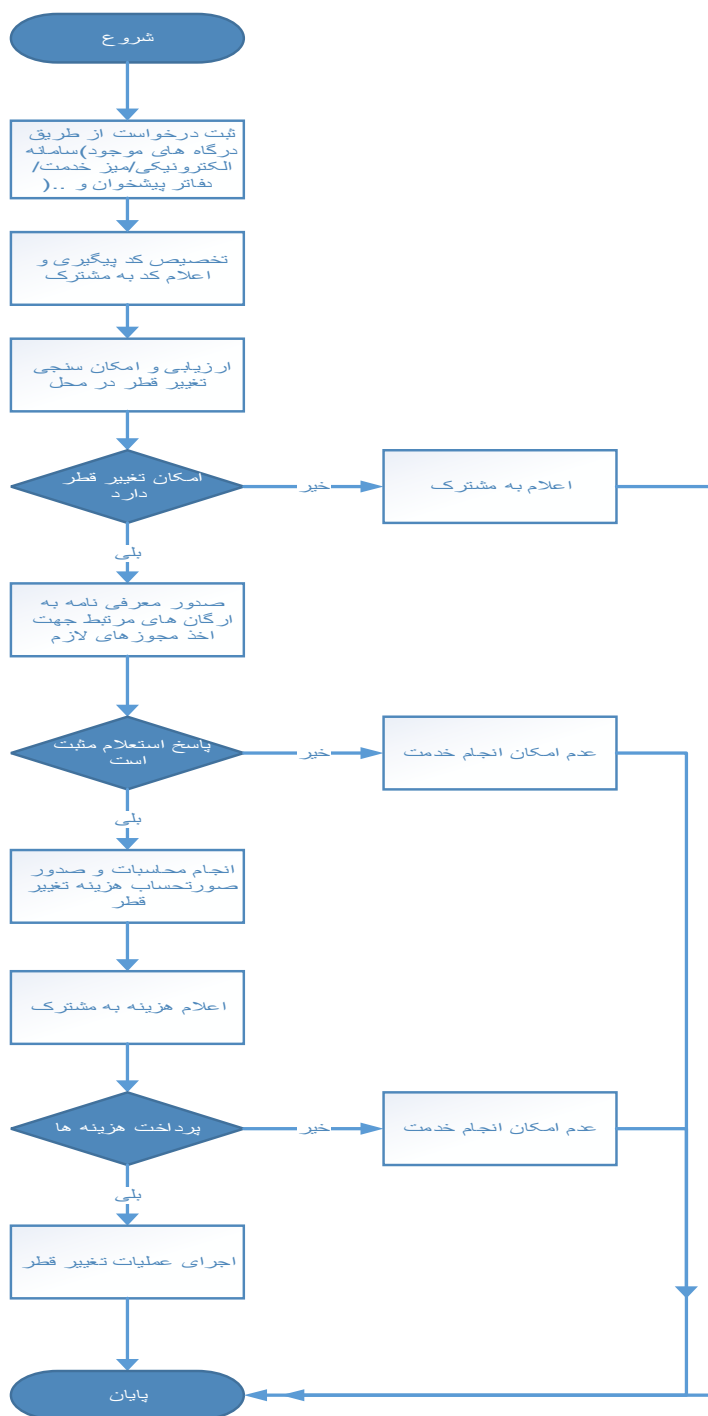 شروع
ثبت درخواست از طریق
درگاه های موجود(سامانه
الکترونیکی/میز خدمت/
دفاتر پیشخوان و ..(
تخصیص کد پیگیری و
اعلام کد به مشترک
ارزیابی و امکان سنجی
تغییر قطر در محل
امکان تغییر قطر
دارد
خیر
اعلام به مشترک
بلی
صدور معرفی نامه به
ارگان های مرتبط جهت
اخذ مجوزهای لازم
پاسخ استعلام مثبت
است
خیر
عدم امکان انجام خدمت
بلی
انجام محاسبات و صدور
صورتحساب هزینه تغییر
قطر
اعلام هزینه به مشترک
پرداخت هزینه ها
خیر
عدم امکان انجام خدمت
بلی
اجرای عملیات تغییر قطر
پایان